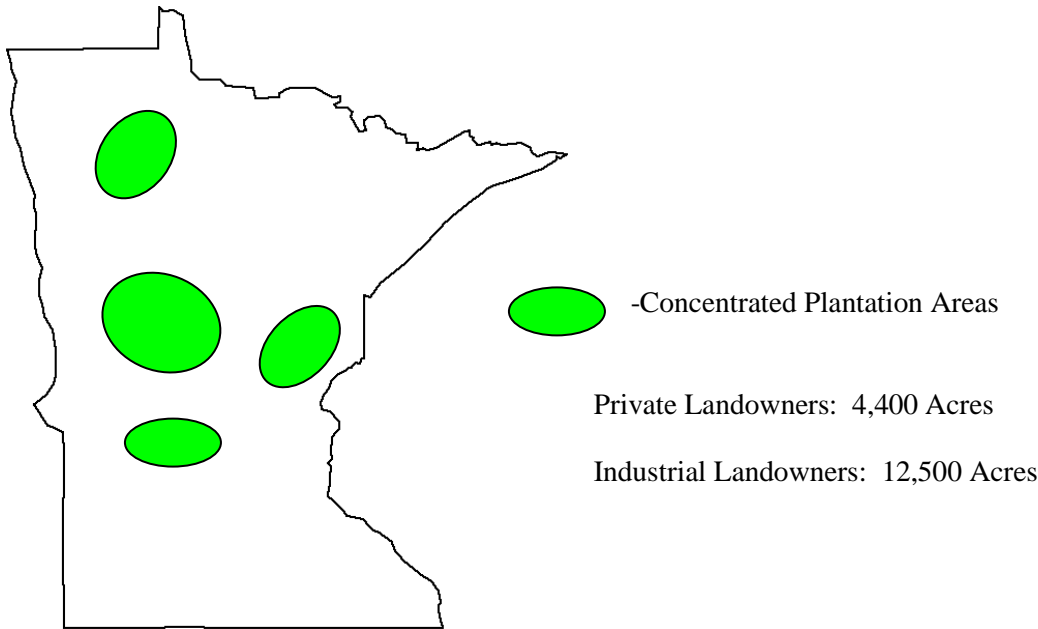 -Concentrated Plantation Areas
Private Landowners:  4,400 Acres
Industrial Landowners:  12,500 Acres